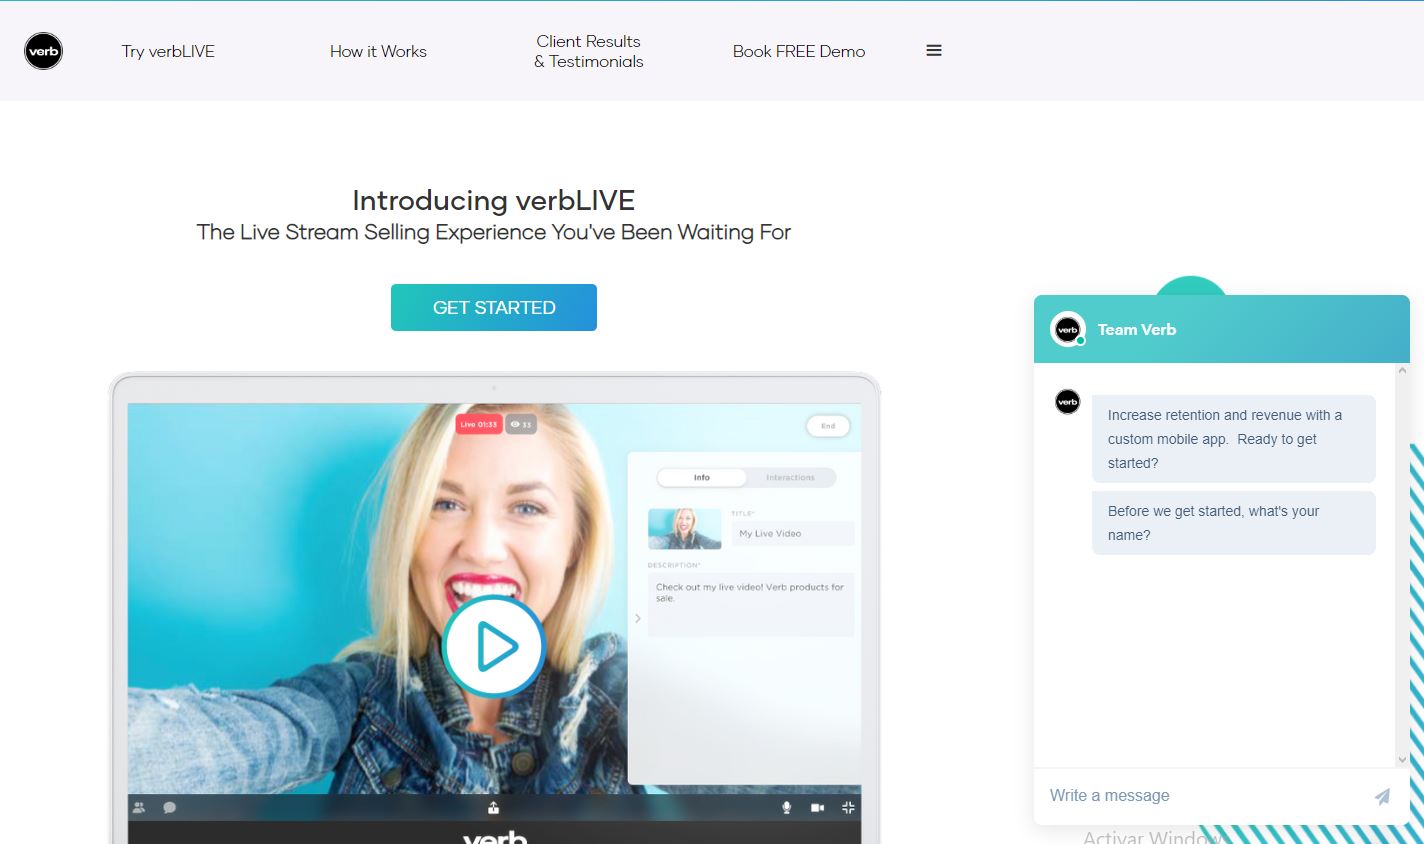 verb
Try verbLIVE
How it Works
Client Results
& Testimonials
Book FREE Demo
Introducing verbLIVE
The Live Stream Selling Experience You've Been Waiting For
GET STARTED
Live 01:33
33
End
Info
Interactions
TITLE*
My Live Video
DESCRIPTION*
Check out my live video! Verb products for
sale.
verb
verb
Team Verb
verb
Increase retention and revenue with a
custom mobile app.  Ready to get
started?
Before we get started, what's your
name?
Write a message
Activar Windows